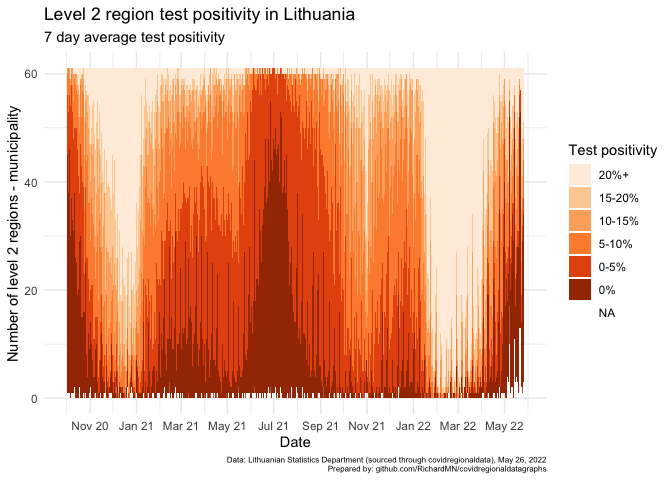 Level 2 region test positivity in Lithuania
7 day average test positivity
Number of level 2 regions - municipality
60
40
20
0
Nov 20 Jan 21 Mar 21 May 21 Jul 21 Sep 21 Nov 21 Jan 22 Mar 22 May 22
Date
Test positivity
20%+
15-20%
10-15%
5-10%
0-5%
0%
NA
Data: Lithuanian Statistics Department (sourced through covidregionaldata), May 26, 2022
Prepared by: github.com/RichardMN/covidregionaldatagraphs